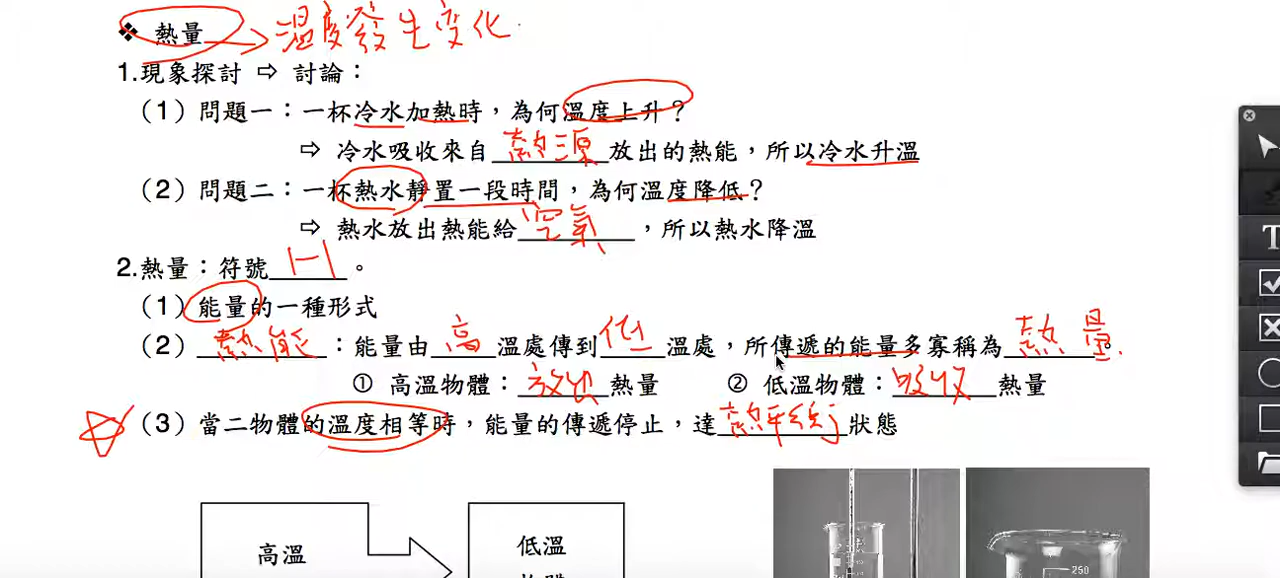 ❖ 熱量 → 溫度發生变化
1.現象探討 ⇨ 討論：
（1）問題一：一杯冷水加熱時，為何溫度上升？
⇨ 冷水吸收來自熱源放出的熱能，所以冷水升溫
（2）問題二：一杯熱水靜置一段時間，為何溫度降低？
⇨ 熱水放出熱能給空氣，所以熱水降溫
2.熱量：符號H。
（1）能量的一種形式
（2）熱能：能量由高溫處傳到低溫處，所傳遞的能量多寡稱為熱量。
① 高溫物體：放出熱量 ② 低溫物體：吸收熱量
（3）當二物體的溫度相等時，能量的傳遞停止，達熱平衡狀態
高溫
低溫
250